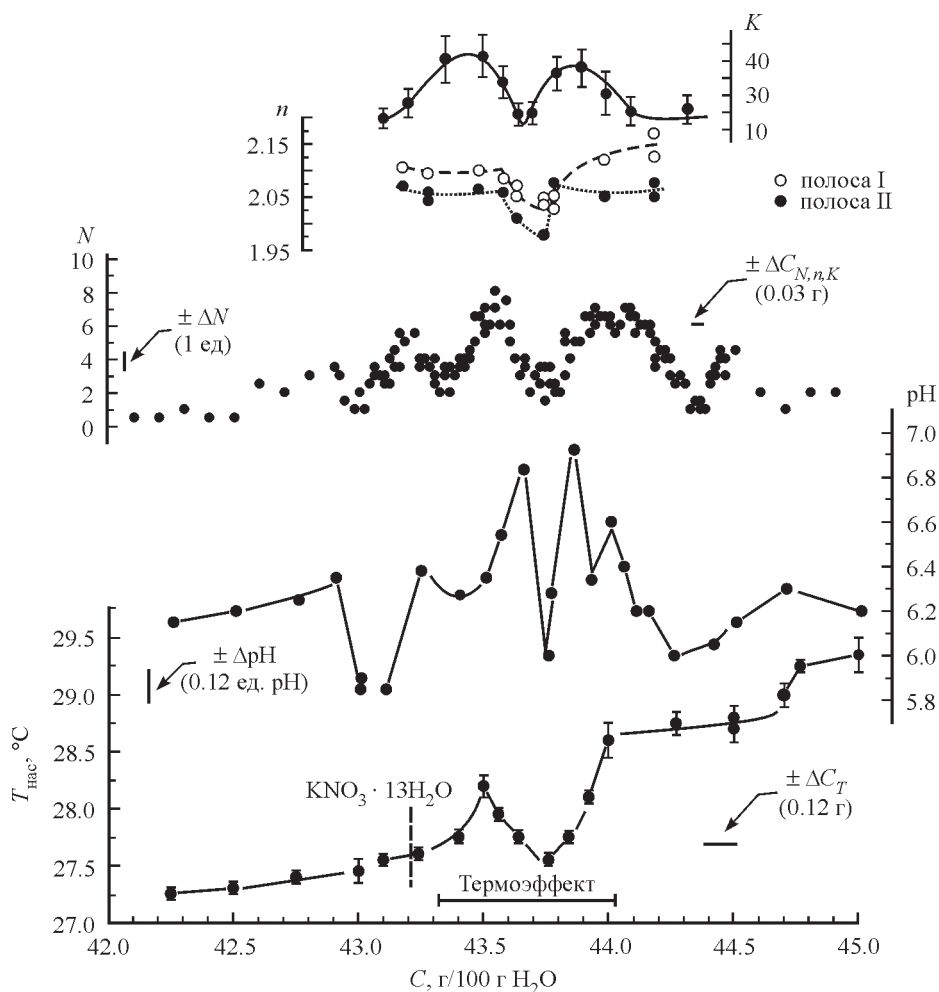 K
40
30
10
n
2.15
2.05
1.95
полоса I
полоса II
N
10
8
6
4
2
0
± ΔN
(1 ед)
± ΔC_{N,n,K}
(0.03 г)
pH
7.0
6.8
6.6
6.4
6.2
6.0
5.8
± ΔpH
(0.12 ед. pH)
T_{нас}, °C
29.5
29.0
28.5
28.0
27.5
27.0
KNO₃ · 13H₂O
± ΔC_T
(0.12 г)
Термоэффект
42.0 42.5 43.0 43.5 44.0 44.5 45.0
C, г/100 г H₂O